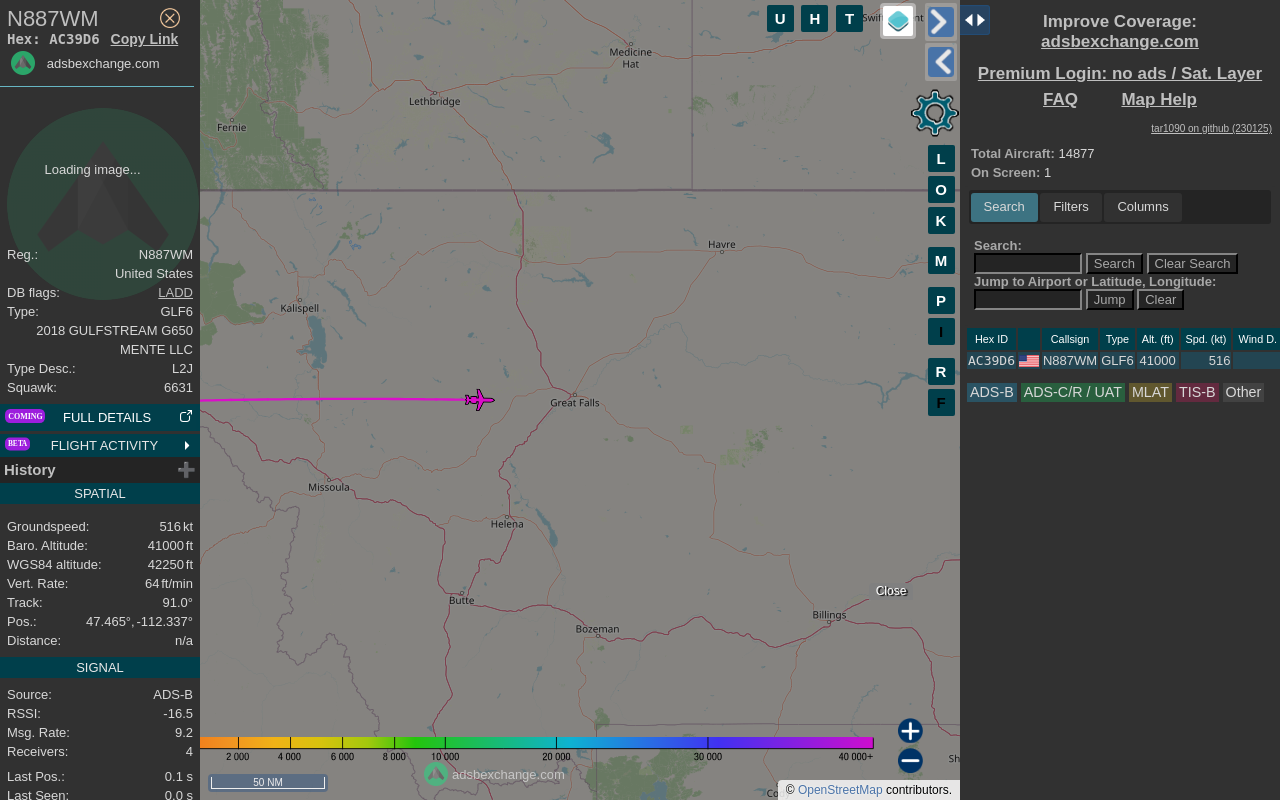 N887WM
Hex: AC39D6 Copy Link
adsbexchange.com
Loading image...
Reg.: N887WM
United States
DB flags: LADD
Type: GLF6
2018 GULFSTREAM G650
MENTE LLC
Type Desc.: L2J
Squawk: 6631
COMING FULL DETAILS
BETA FLIGHT ACTIVITY
History
SPATIAL
Groundspeed: 516 kt
Baro. Altitude: 41000 ft
WGS84 altitude: 42250 ft
Vert. Rate: 64 ft/min
Track: 91.0°
Pos.: 47.465°, -112.337°
Distance: n/a
SIGNAL
Source: ADS-B
RSSI: -16.5
Msg. Rate: 9.2
Receivers: 4
Last Pos.: 0.1 s
Last Seen: 0.0 s
U H T
Medicine
Hat
Lethbridge
Fernie
Havre
Kalispell
Great Falls
Missoula
Helena
Butte
Bozeman
Billings
Close
L
O
K
M
P
I
R
F
2 000 4 000 6 000 8 000 10 000 20 000 30 000 40 000+
50 NM
adsbexchange.com
© OpenStreetMap contributors.
Improve Coverage:
adsbexchange.com
Premium Login: no ads / Sat. Layer
FAQ Map Help
tar1090 on github (230125)
Total Aircraft: 14877
On Screen: 1
Search Filters Columns
Search:
Search Clear Search
Jump to Airport or Latitude, Longitude:
Jump Clear
Hex ID Callsign Type Alt. (ft) Spd. (kt) Wind D.
AC39D6 N887WM GLF6 41000 516
ADS-B ADS-C/R / UAT MLAT TIS-B Other